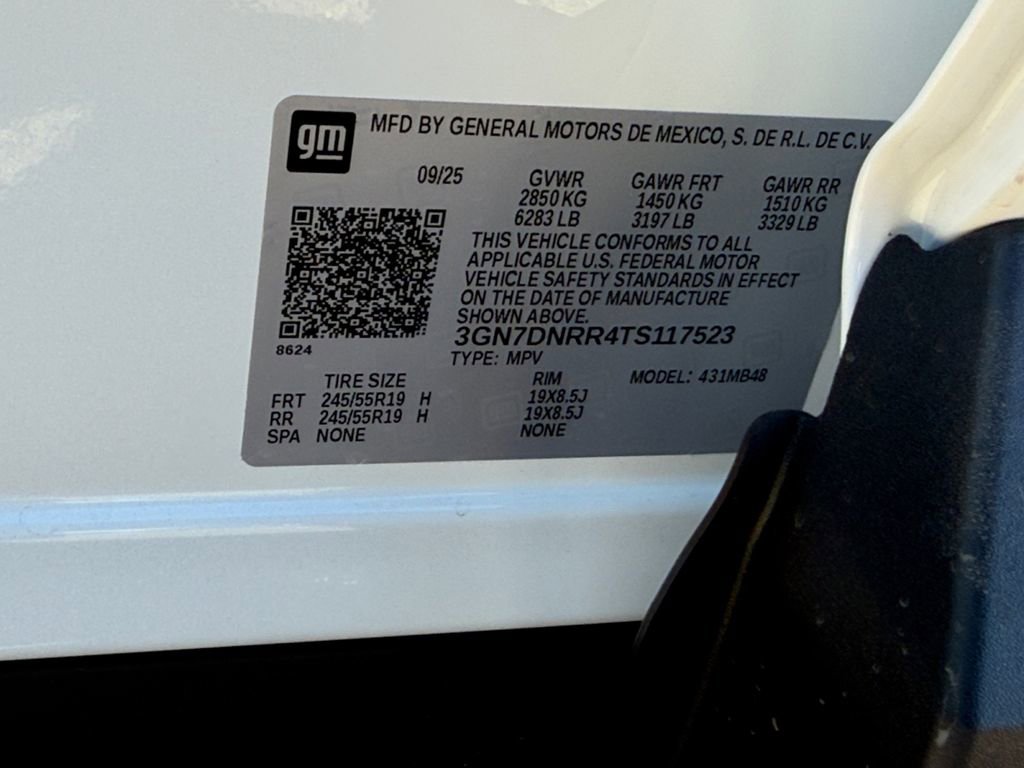 gm MFD BY GENERAL MOTORS DE MEXICO, S. DE R.L. DE C.V.
09/25 GVWR GAWR FRT GAWR RR
2850 KG 1450 KG 1510 KG
6283 LB 3197 LB 3329 LB
THIS VEHICLE CONFORMS TO ALL
APPLICABLE U.S. FEDERAL MOTOR
VEHICLE SAFETY STANDARDS IN EFFECT
ON THE DATE OF MANUFACTURE
SHOWN ABOVE.
3GN7DNRR4TS117523
8624
TYPE: MPV MODEL: 431MB48
TIRE SIZE RIM
FRT 245/55R19 H 19X8.5J
RR 245/55R19 H 19X8.5J
SPA NONE NONE